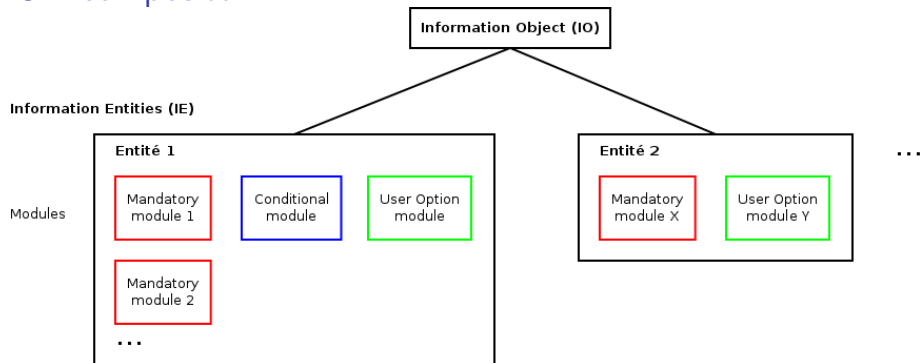 Information Object (IO)
Information Entities (IE)
Entité 1
Entité 2
...
Modules
Mandatory
module 1
Conditional
module
User Option
module
Mandatory
module X
User Option
module Y
Mandatory
module 2
...